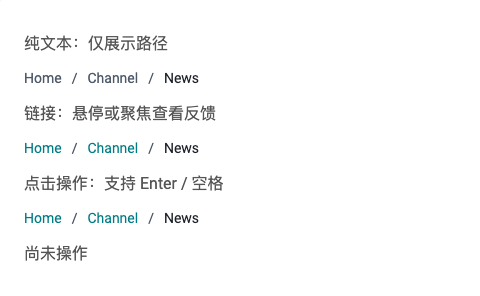 纯文本：仅展示路径
Home / Channel / News
链接：悬停或聚焦查看反馈
Home / Channel / News
点击操作：支持 Enter / 空格
Home / Channel / News
尚未操作